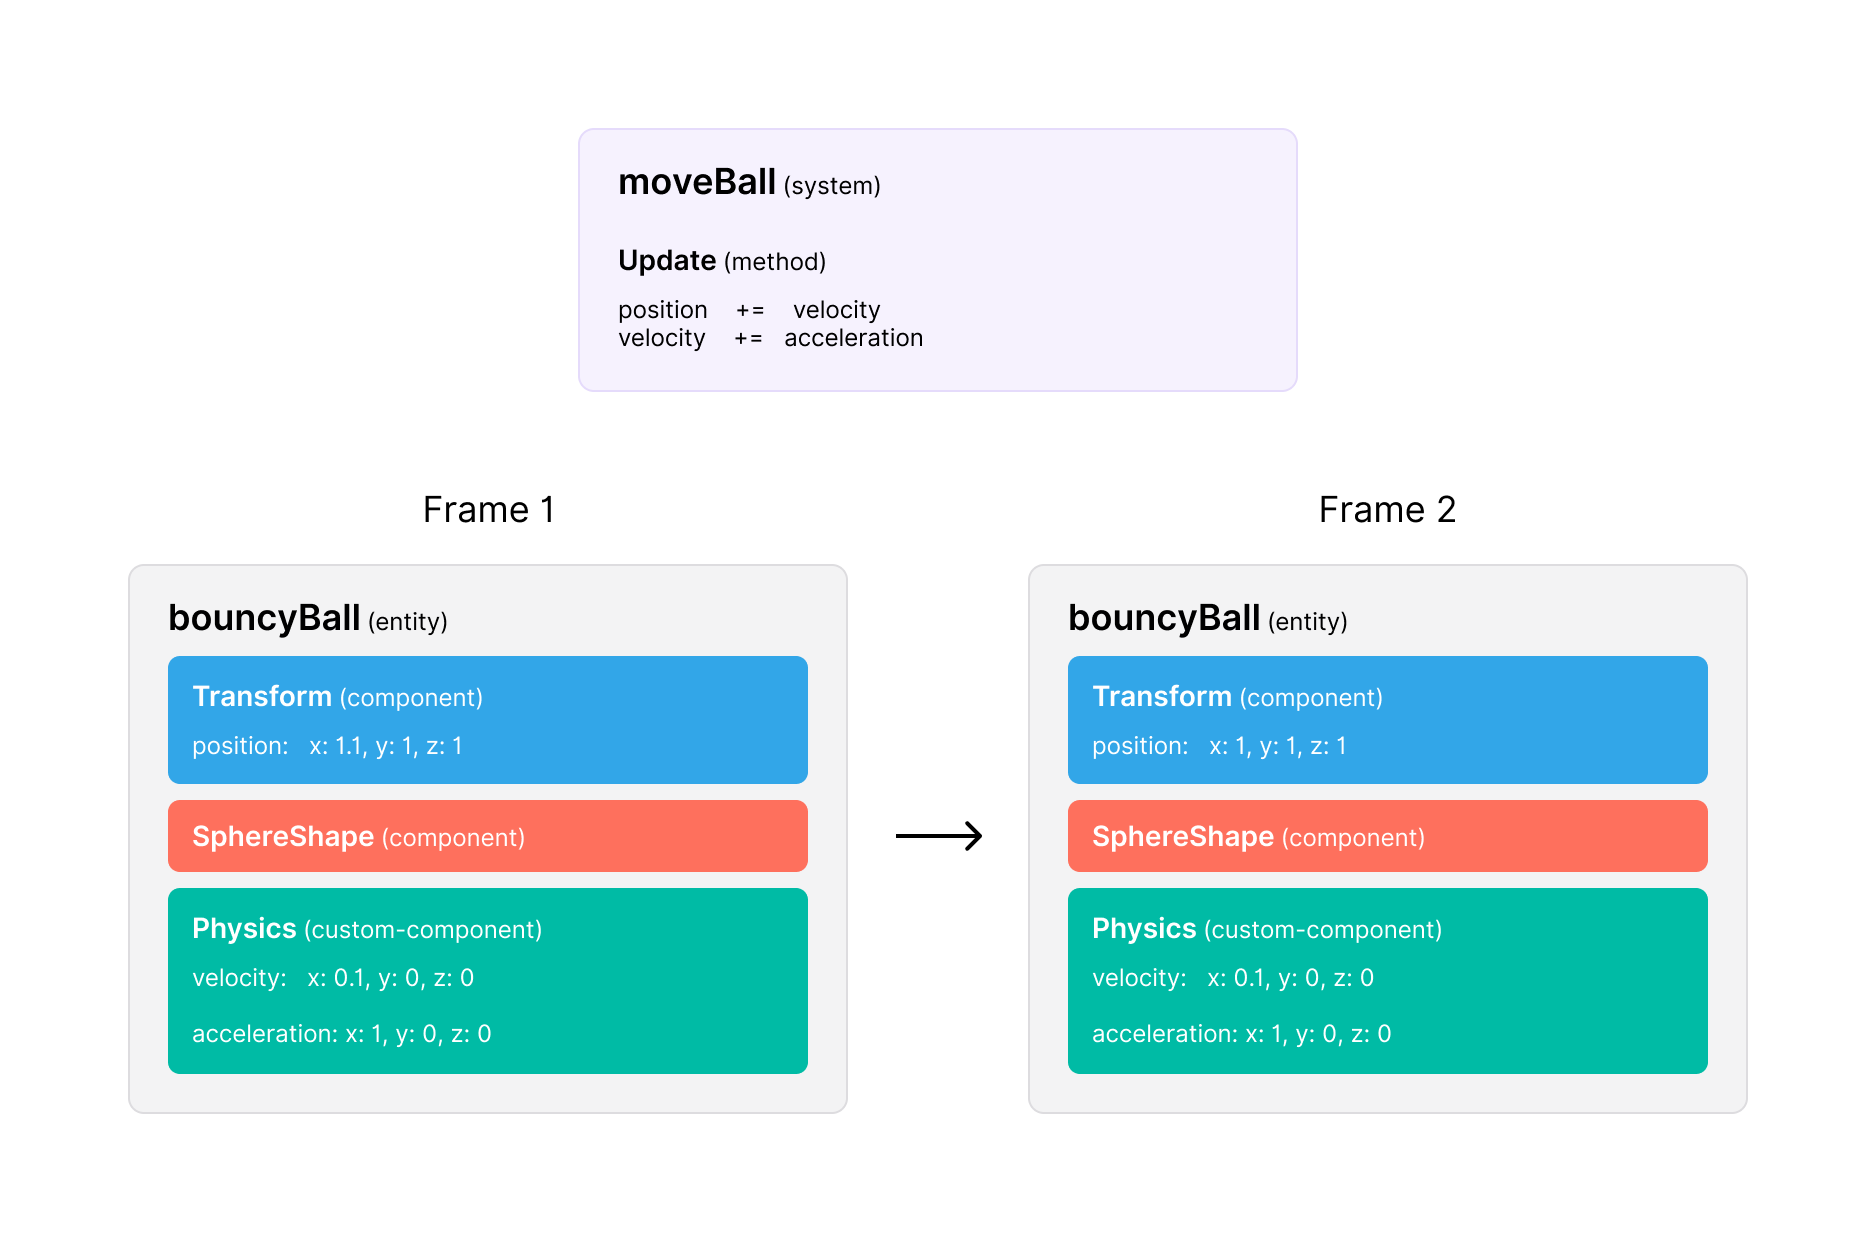 moveBall (system)
Update (method)
position += velocity
velocity += acceleration
Frame 1
bouncyBall (entity)
Transform (component)
position: x: 1.1, y: 1, z: 1
SphereShape (component)
Physics (custom-component)
velocity: x: 0.1, y: 0, z: 0
acceleration: x: 1, y: 0, z: 0
Frame 2
bouncyBall (entity)
Transform (component)
position: x: 1, y: 1, z: 1
SphereShape (component)
Physics (custom-component)
velocity: x: 0.1, y: 0, z: 0
acceleration: x: 1, y: 0, z: 0